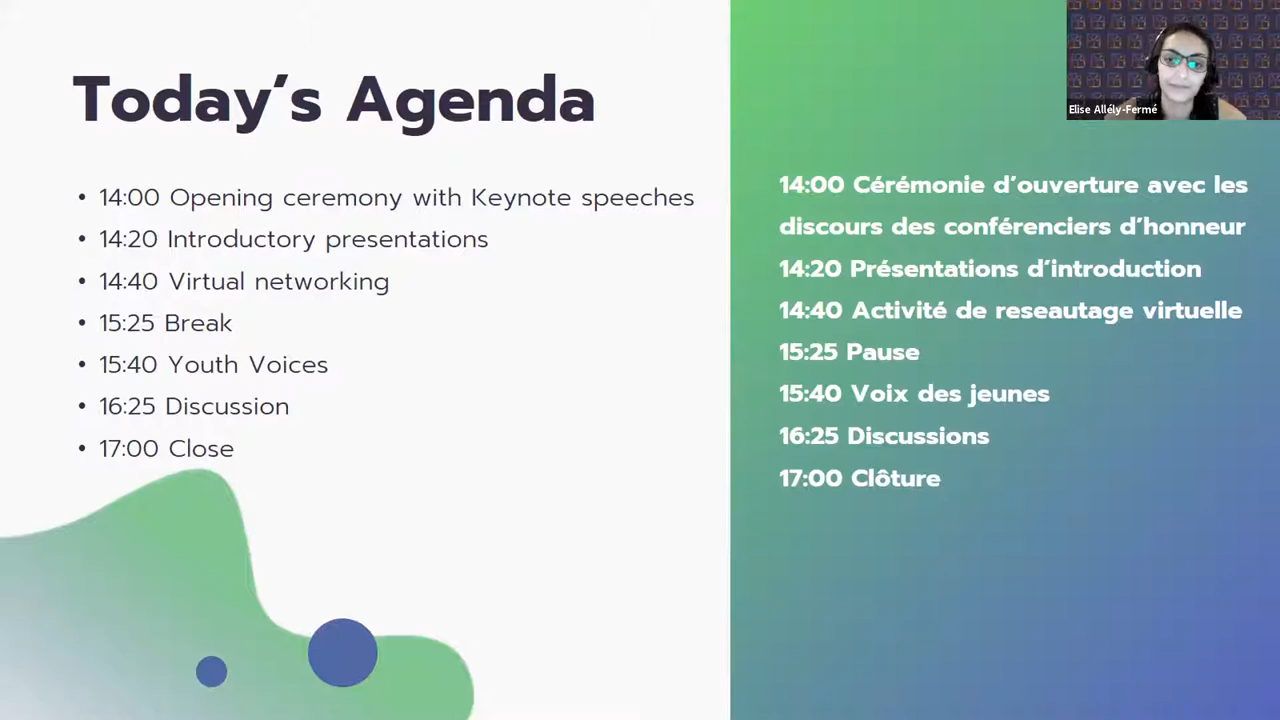 Today's Agenda
• 14:00 Opening ceremony with Keynote speeches
• 14:20 Introductory presentations
• 14:40 Virtual networking
• 15:25 Break
• 15:40 Youth Voices
• 16:25 Discussion
• 17:00 Close
Elise Allély-Fermé
14:00 Cérémonie d'ouverture avec les
discours des conférenciers d'honneur
14:20 Présentations d'introduction
14:40 Activité de reseautage virtuelle
15:25 Pause
15:40 Voix des jeunes
16:25 Discussions
17:00 Clôture